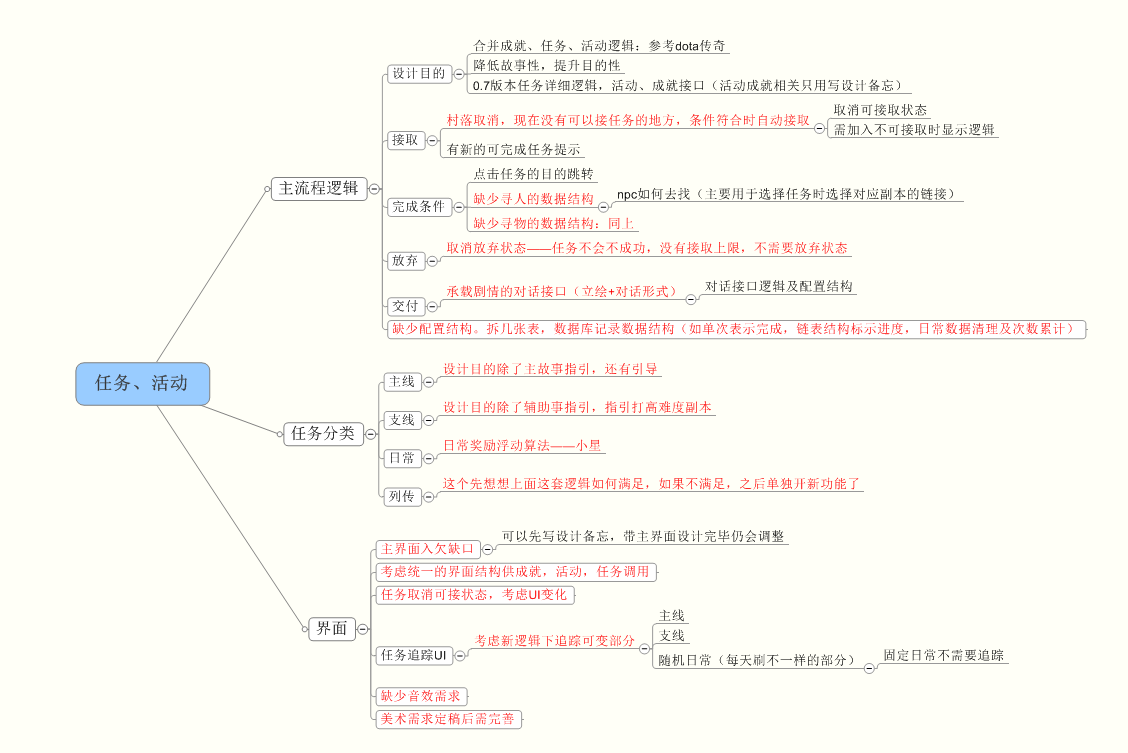 任务、活动
主流程逻辑
设计目的
合并成就、任务、活动逻辑：参考dota传奇
降低故事性，提升目的性
0.7版本任务详细逻辑，活动、成就接口（活动成就相关只用写设计备忘）
接取
村落取消，现在没有可以接任务的地方，条件符合时自动接取
取消可接取状态
需加入不可接取时显示逻辑
有新的可完成任务提示
完成条件
点击任务的目的跳转
缺少寻人的数据结构
npc如何去找（主要用于选择任务时选择对应副本的链接）
缺少寻物的数据结构：同上
放弃
取消放弃状态——任务不会不成功，没有接取上限，不需要放弃状态
交付
承载剧情的对话接口（立绘+对话形式）
对话接口逻辑及配置结构
缺少配置结构。拆几张表，数据库记录数据结构（如单次表示完成，链表结构标示进度，日常数据清理及次数累计）
任务分类
主线
设计目的除了主故事指引，还有引导
支线
设计目的除了辅助事指引，指引打高难度副本
日常
日常奖励浮动算法——小星
列传
这个先想想上面这套逻辑如何满足，如果不满足，之后单独开新功能了
界面
主界面入欠缺口
可以先写设计备忘，带主界面设计完毕仍会调整
考虑统一的界面结构供成就，活动，任务调用
任务取消可接状态，考虑UI变化
任务追踪UI
考虑新逻辑下追踪可变部分
主线
支线
随机日常（每天刷不一样的部分）
固定日常不需要追踪
缺少音效需求
美术需求定稿后需完善